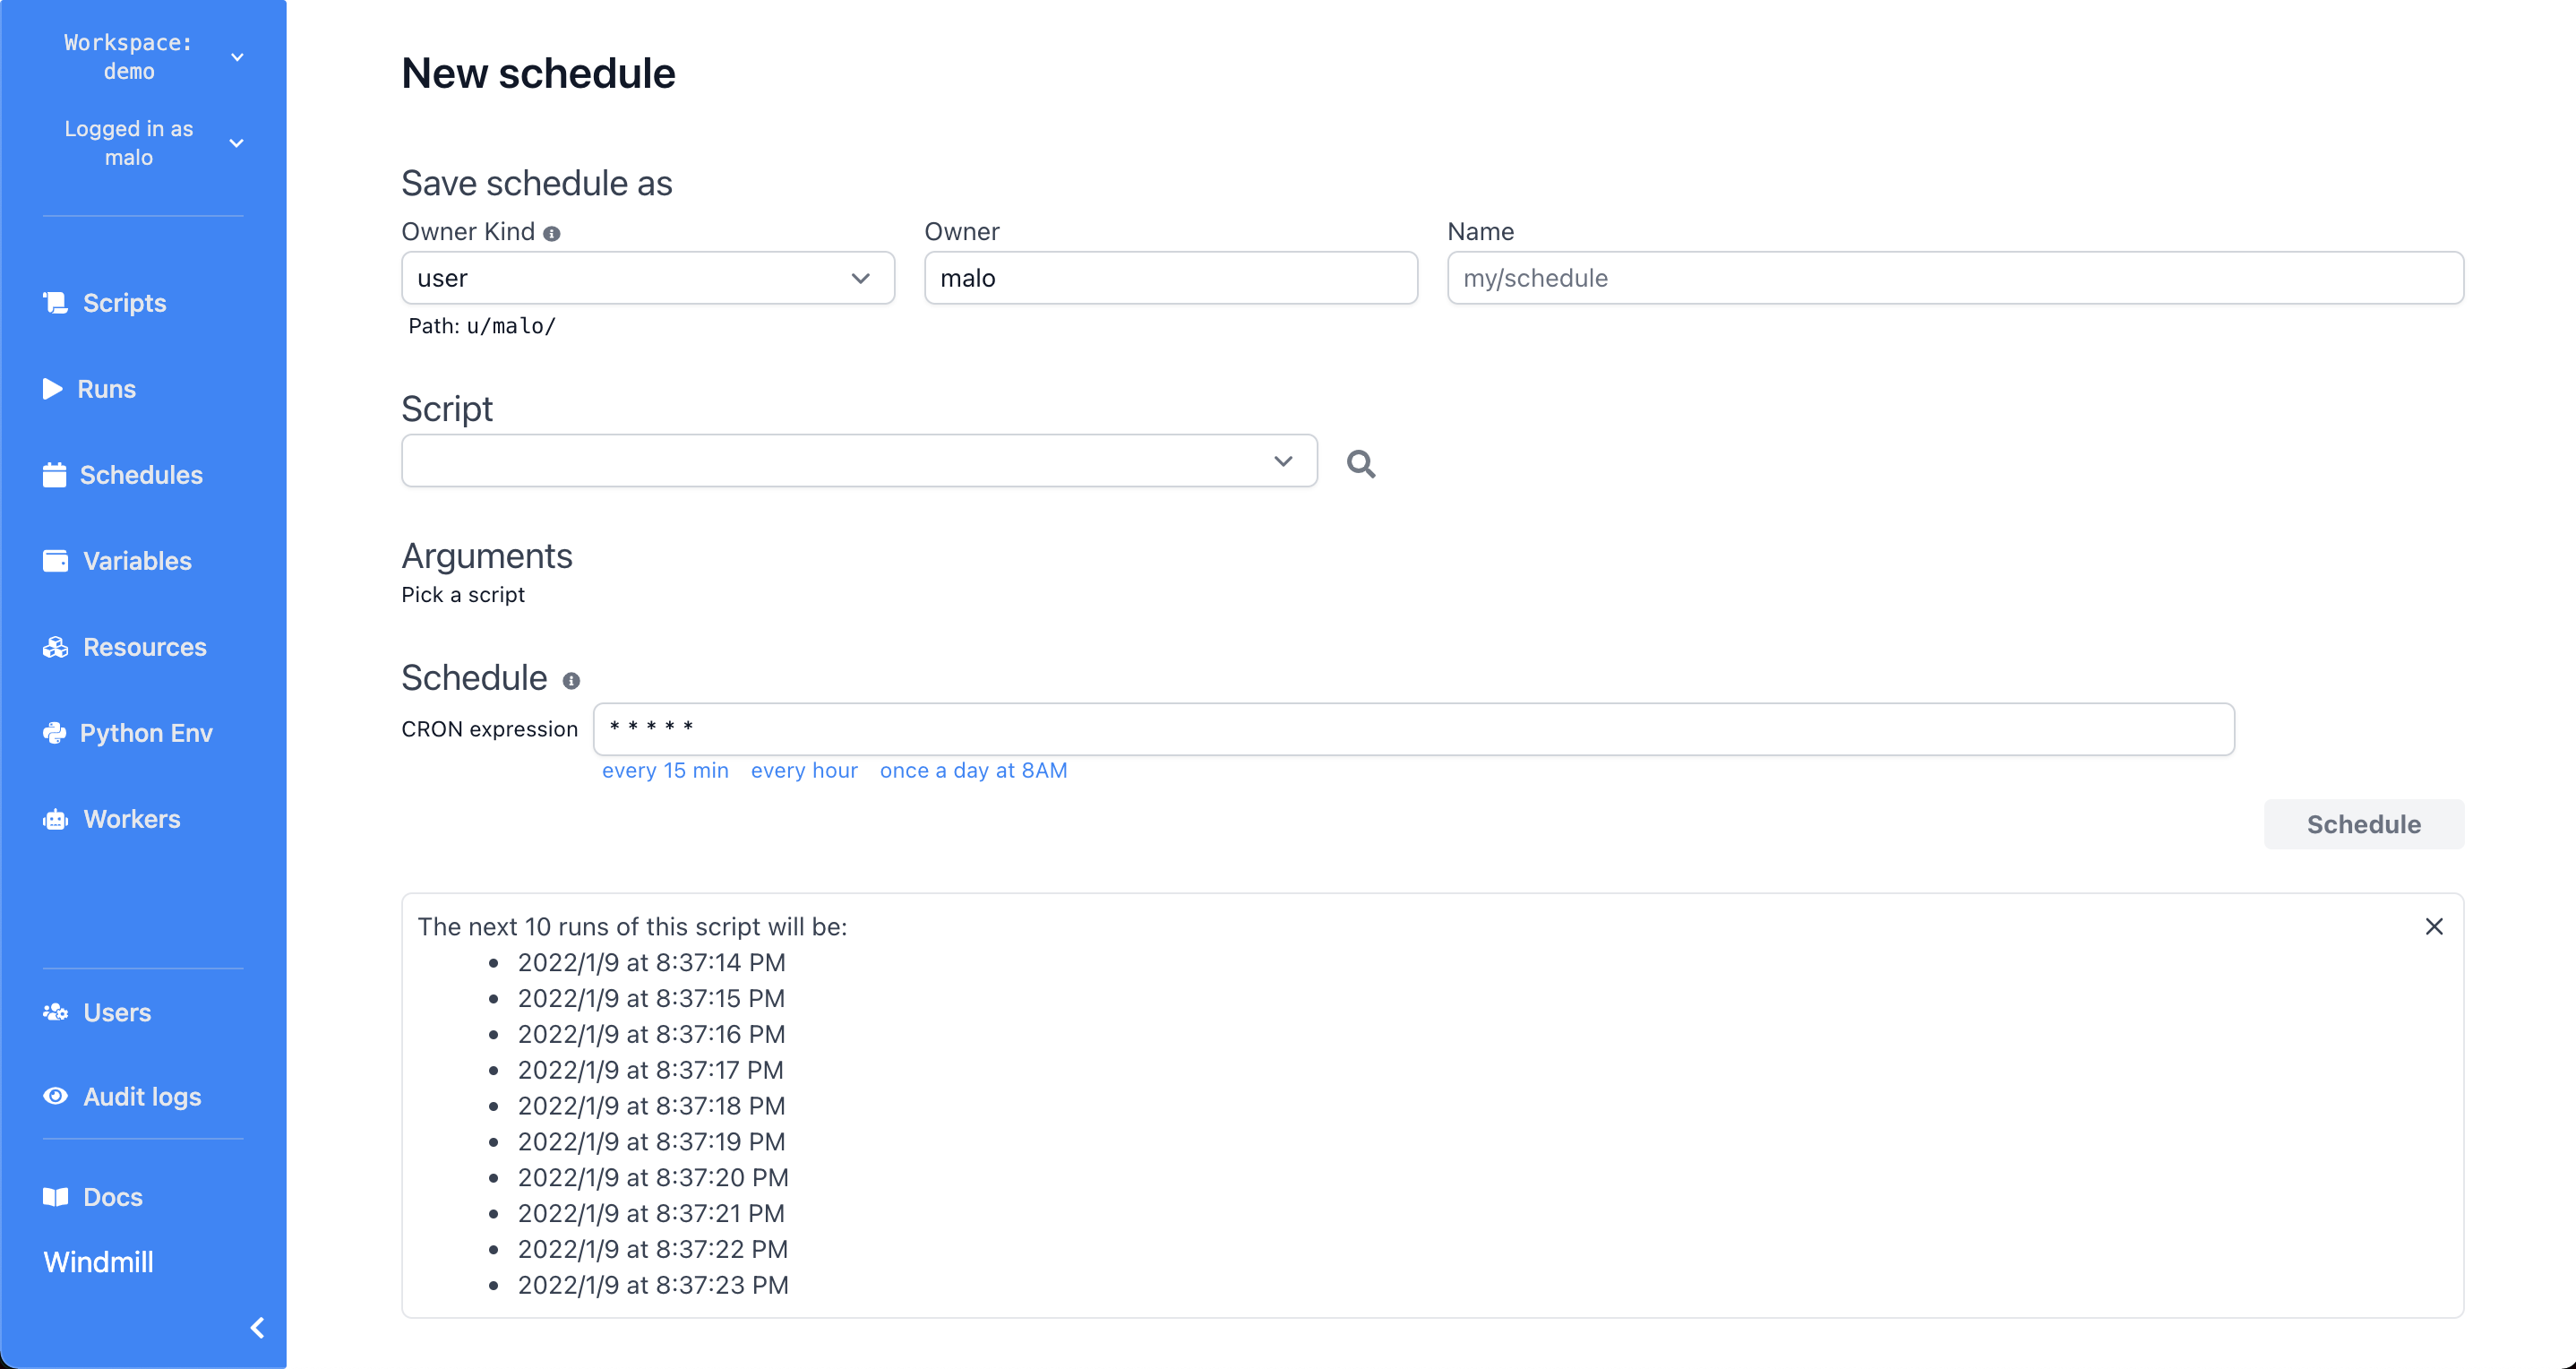 Workspace:
demo
Logged in as
malo
Scripts
Runs
Schedules
Variables
Resources
Python Env
Workers
Users
Audit logs
Docs
Windmill
New schedule
Save schedule as
Owner Kind
Owner
Name
user
malo
my/schedule
Path: u/malo/
Script
Arguments
Pick a script
Schedule
CRON expression
* * * * *
every 15 min every hour once a day at 8AM
Schedule
The next 10 runs of this script will be:
• 2022/1/9 at 8:37:14 PM
• 2022/1/9 at 8:37:15 PM
• 2022/1/9 at 8:37:16 PM
• 2022/1/9 at 8:37:17 PM
• 2022/1/9 at 8:37:18 PM
• 2022/1/9 at 8:37:19 PM
• 2022/1/9 at 8:37:20 PM
• 2022/1/9 at 8:37:21 PM
• 2022/1/9 at 8:37:22 PM
• 2022/1/9 at 8:37:23 PM